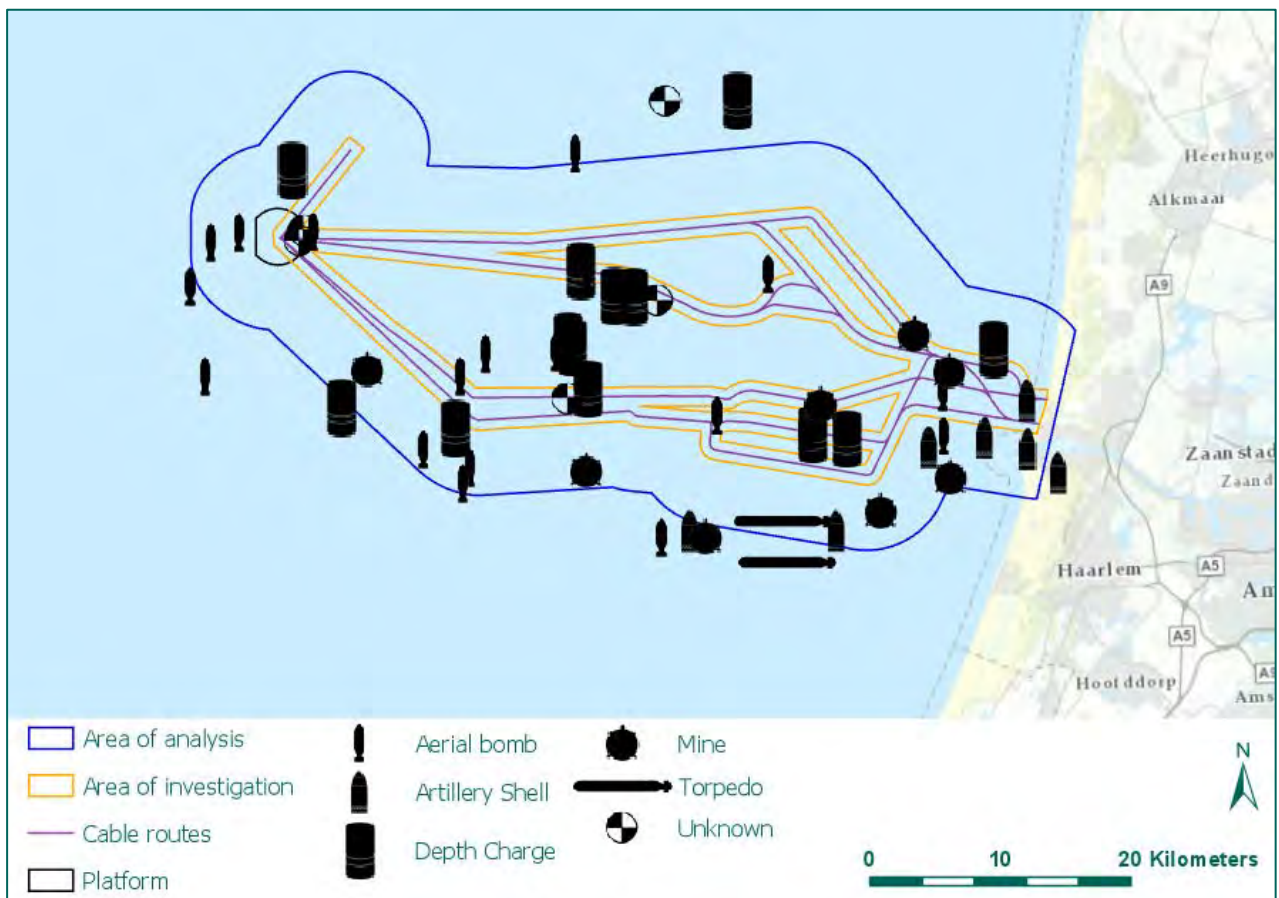 Heerhugo
Alkmaar
A9
Zaanstad
Zaand
Haarlem
A5
Am
A5
Hoofddorp
A9
Ams
Area of analysis
Area of investigation
Cable routes
Platform
Aerial bomb
Artillery Shell
Depth Charge
Mine
Torpedo
Unknown
N
0 10 20 Kilometers